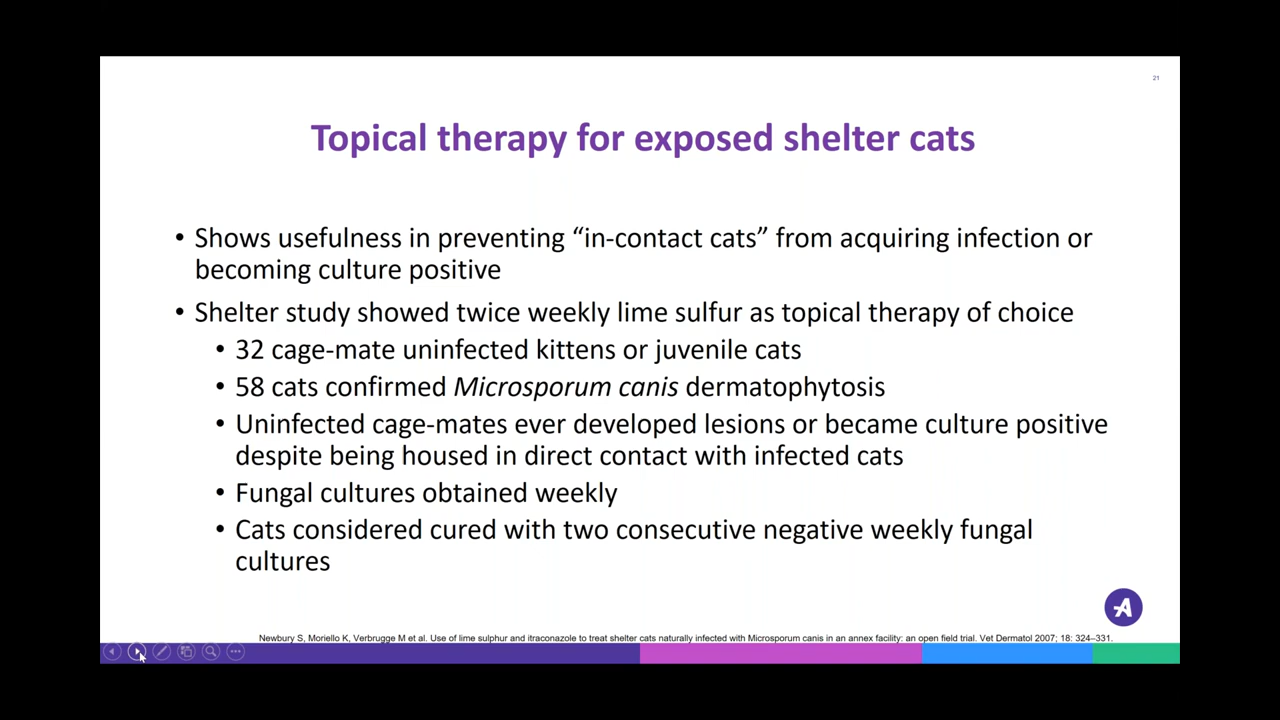 21
Topical therapy for exposed shelter cats
• Shows usefulness in preventing “in-contact cats” from acquiring infection or
becoming culture positive
• Shelter study showed twice weekly lime sulfur as topical therapy of choice
• 32 cage-mate uninfected kittens or juvenile cats
• 58 cats confirmed Microsporum canis dermatophytosis
• Uninfected cage-mates ever developed lesions or became culture positive
despite being housed in direct contact with infected cats
• Fungal cultures obtained weekly
• Cats considered cured with two consecutive negative weekly fungal
cultures
A
Newbury S, Moriello K, Verbrugge M et al. Use of lime sulphur and itraconazole to treat shelter cats naturally infected with Microsporum canis in an annex facility: an open field trial. Vet Dermatol 2007; 18: 324–331.